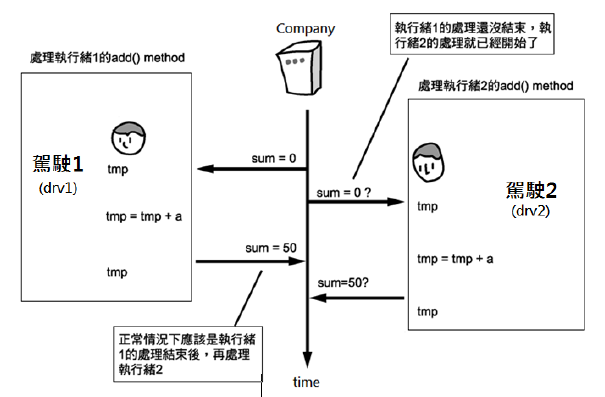 Company
執行緒1的處理還沒結束，執
行緒2的處理就已經開始了
處理執行緒1的add() method
處理執行緒2的add() method
駕駛1
(drv1)
tmp
tmp = tmp + a
tmp
sum = 0
sum = 0 ?
sum = 50
sum=50?
駕駛2
(drv2)
tmp
tmp = tmp + a
tmp
正常情況下應該是執行緒
1的處理結束後，再處理
執行緒2
time